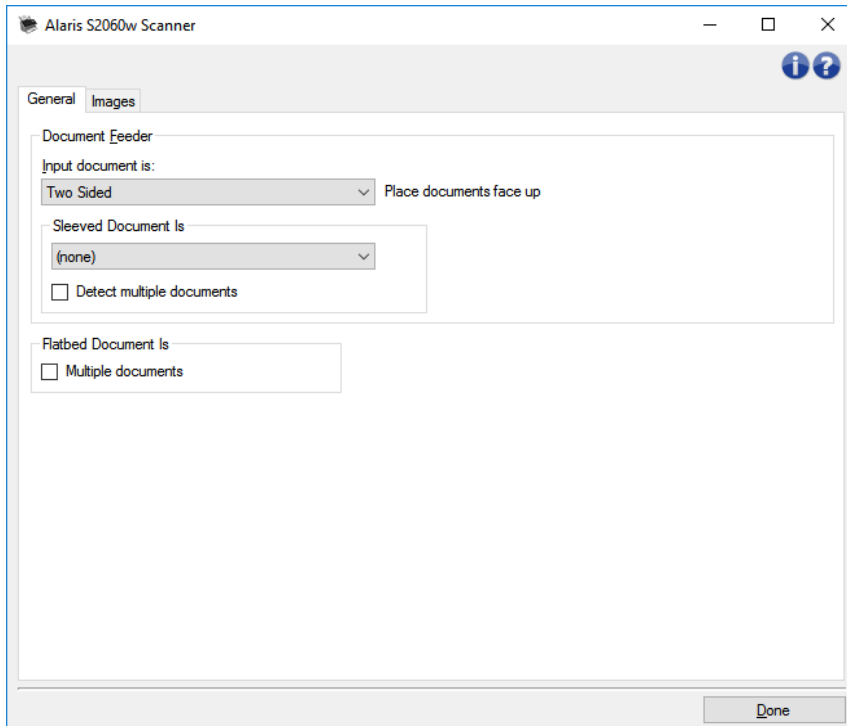 Alaris S2060w Scanner
General
Images
Document Feeder
Input document is:
Two Sided
Place documents face up
Sleeved Document Is
(none)
Detect multiple documents
Flatbed Document Is
Multiple documents
Done